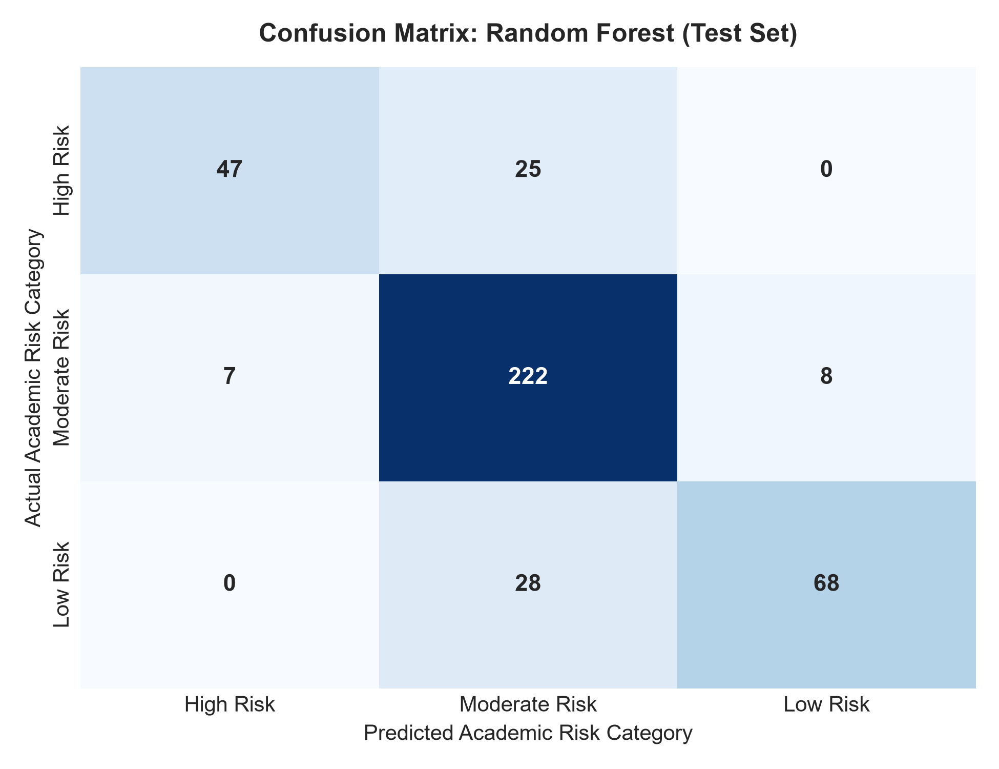 Confusion Matrix: Random Forest (Test Set)
Actual Academic Risk Category
High Risk
47 25 0
Moderate Risk
7 222 8
Low Risk
0 28 68
High Risk Moderate Risk Low Risk
Predicted Academic Risk Category